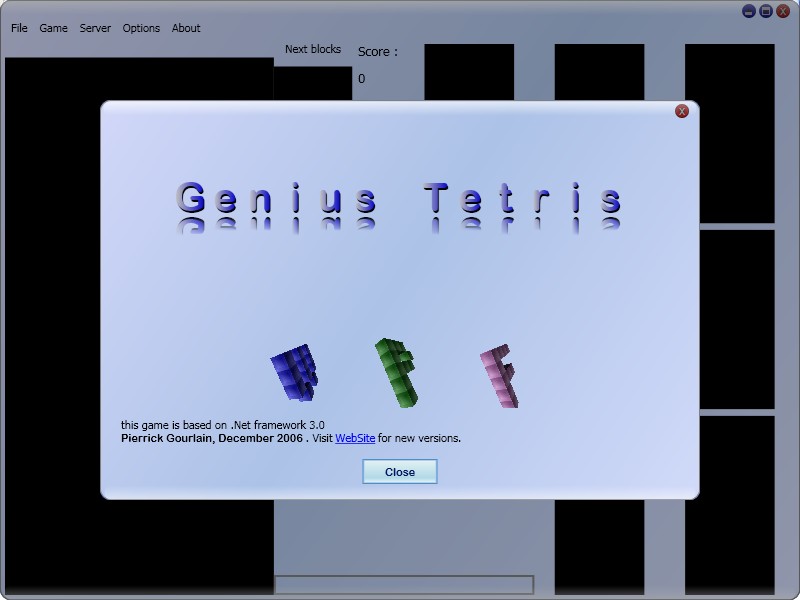 File Game Server Options About
Next blocks
Score :
0
Genius Tetris
this game is based on .Net framework 3.0
Pierrick Gourlain, December 2006 . Visit WebSite for new versions.
Close